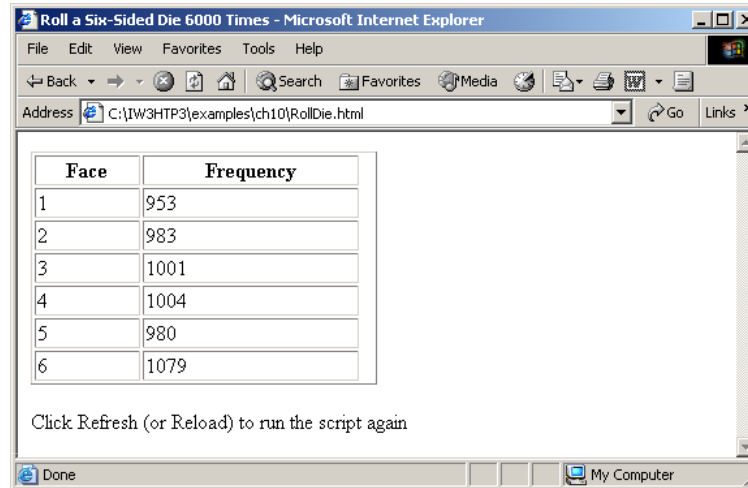 Roll a Six-Sided Die 6000 Times - Microsoft Internet Explorer
File Edit View Favorites Tools Help
Back Search Favorites Media
Address C:\IW3HTP3\examples\ch10\RollDie.html Go Links
Face Frequency
1 953
2 983
3 1001
4 1004
5 980
6 1079
Click Refresh (or Reload) to run the script again
Done My Computer